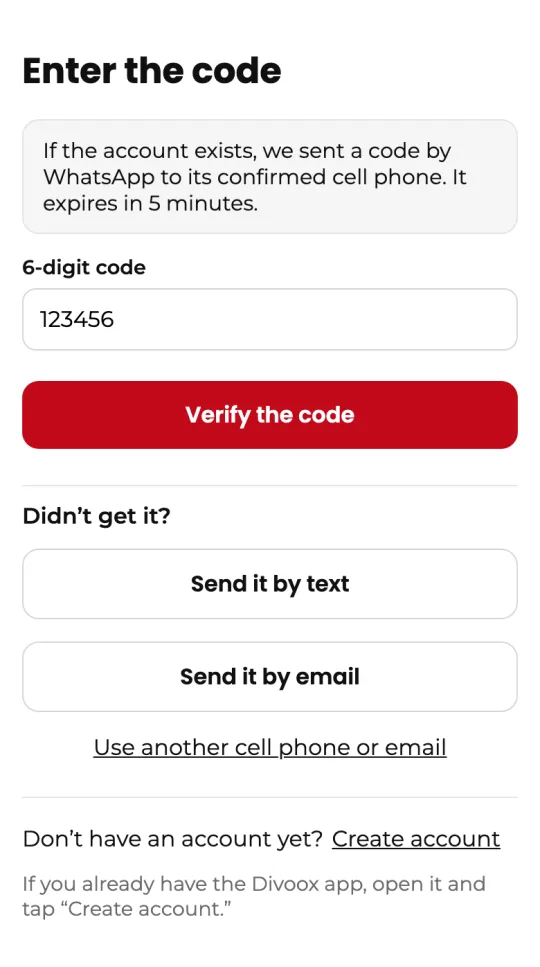 Enter the code
If the account exists, we sent a code by
WhatsApp to its confirmed cell phone. It
expires in 5 minutes.
6-digit code
123456
Verify the code
Didn’t get it?
Send it by text
Send it by email
Use another cell phone or email
Don’t have an account yet? Create account
If you already have the Divoox app, open it and
tap “Create account.”